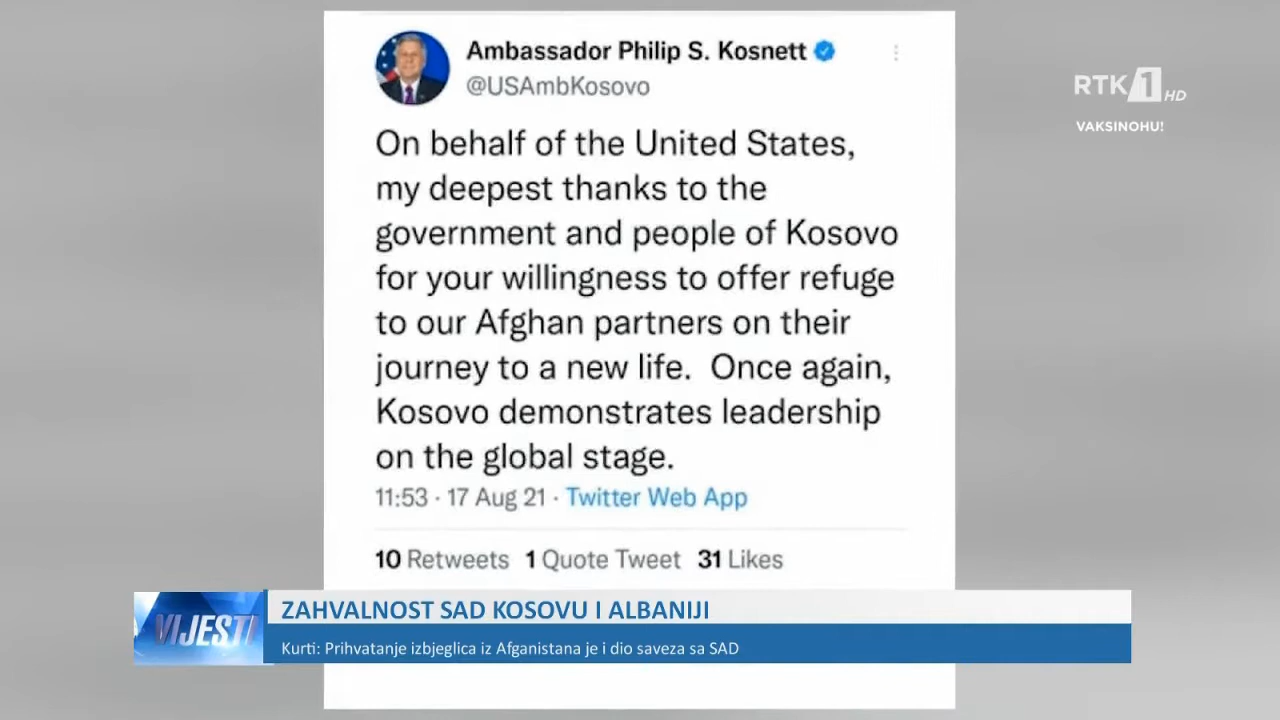 Ambassador Philip S. Kosnett
@USAmbKosovo
RTK 1 HD
VAKSINOHU!
On behalf of the United States,
my deepest thanks to the
government and people of Kosovo
for your willingness to offer refuge
to our Afghan partners on their
journey to a new life.  Once again,
Kosovo demonstrates leadership
on the global stage.
11:53 · 17 Aug 21 · Twitter Web App
10 Retweets 1 Quote Tweet 31 Likes
VIJESTI
ZAHVALNOST SAD KOSOVU I ALBANIJI
Kurti: Prihvatanje izbjeglica iz Afganistana je i dio saveza sa SAD